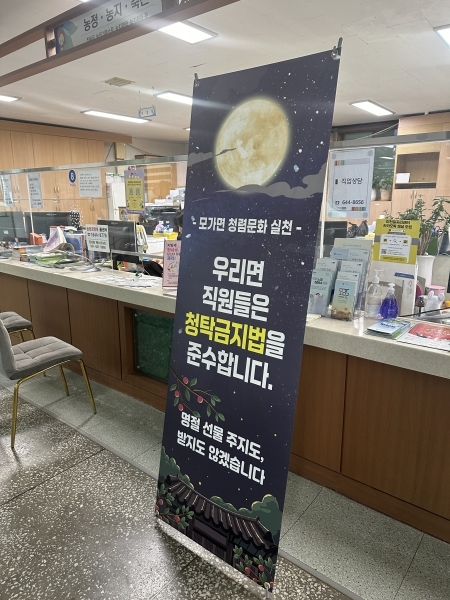 농정·농지·축산
직업상담
644-8656
- 모가면 청렴문화 실천 -
우리면
직원들은
청탁금지법을
준수합니다.
명절 선물 주지도,
받지도 않겠습니다